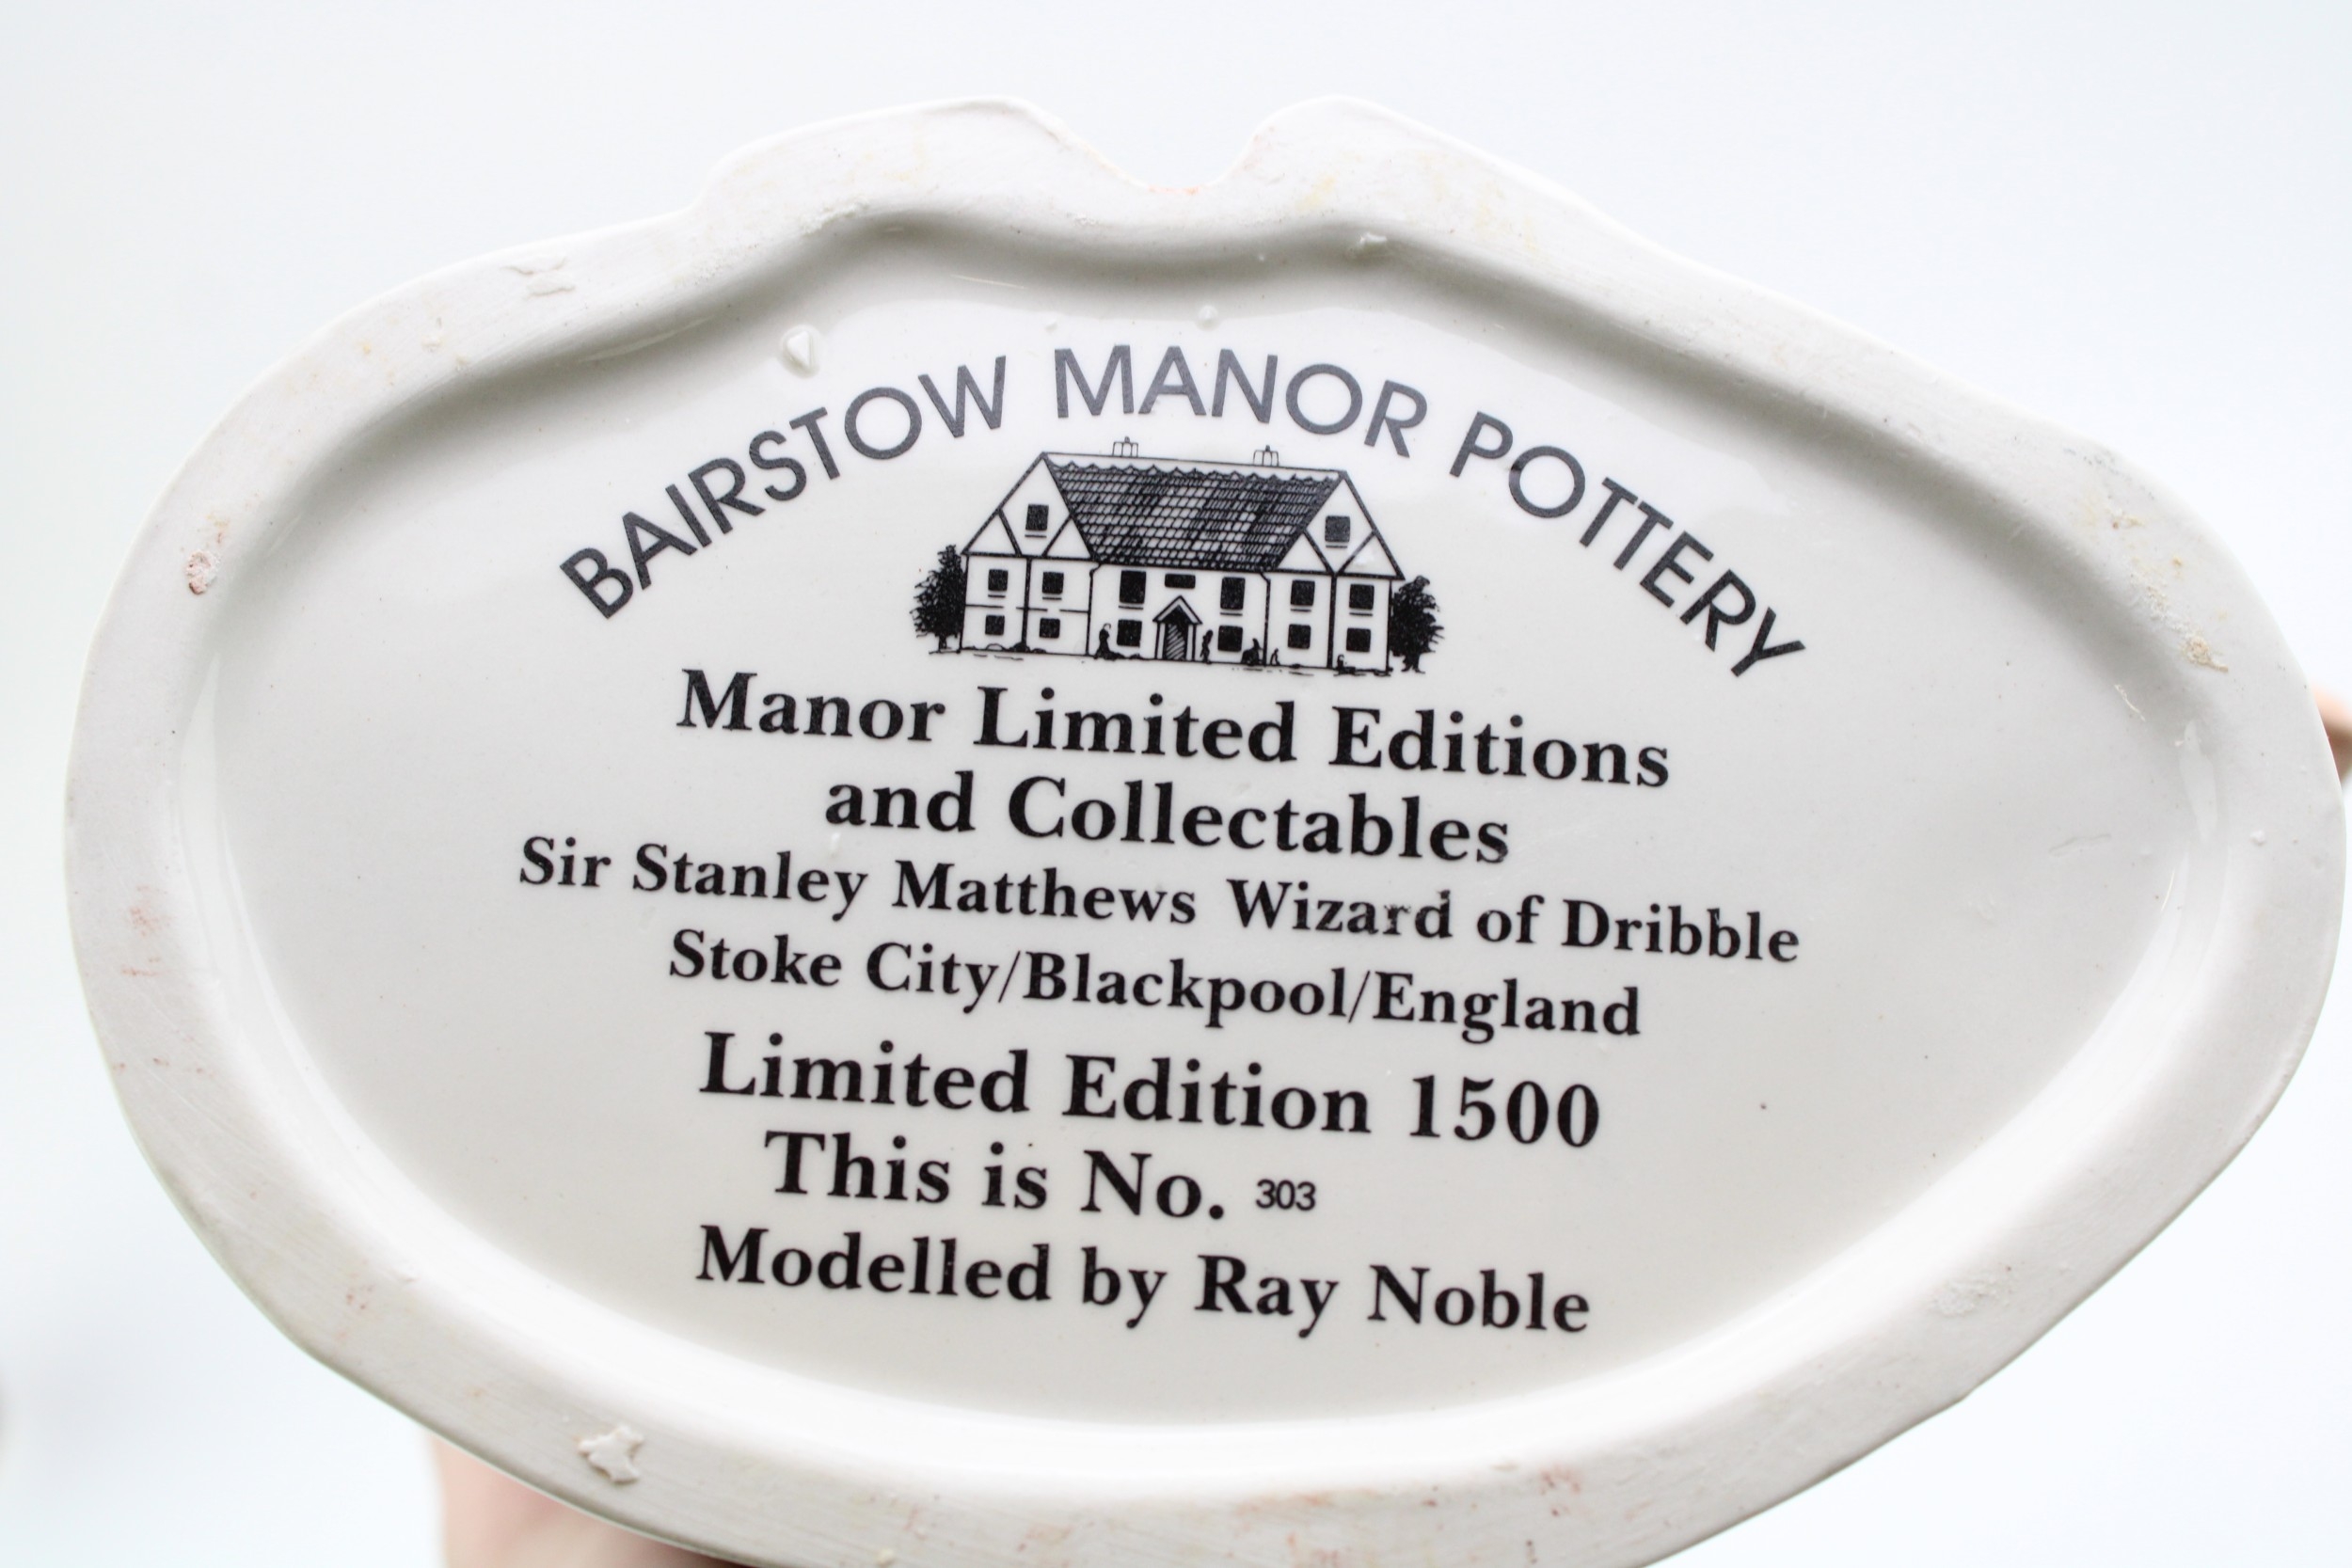 BAIRSTOW MANOR POTTERY
Manor Limited Editions
and Collectables
Sir Stanley Matthews Wizard of Dribble
Stoke City/Blackpool/England
Limited Edition 1500
This is No. 303
Modelled by Ray Noble